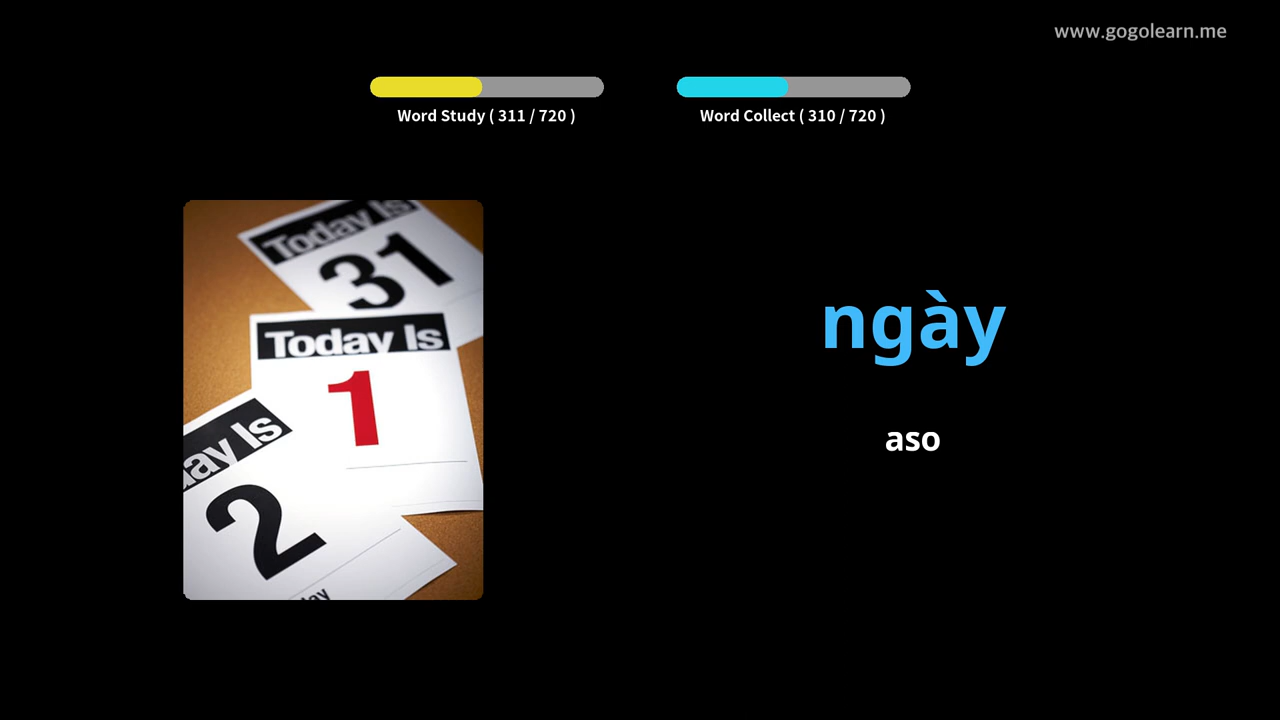 www.gogolearn.me
Word Study ( 311 / 720 )
Word Collect ( 310 / 720 )
Today Is
31
Today Is
1
day Is
2
ngày
aso